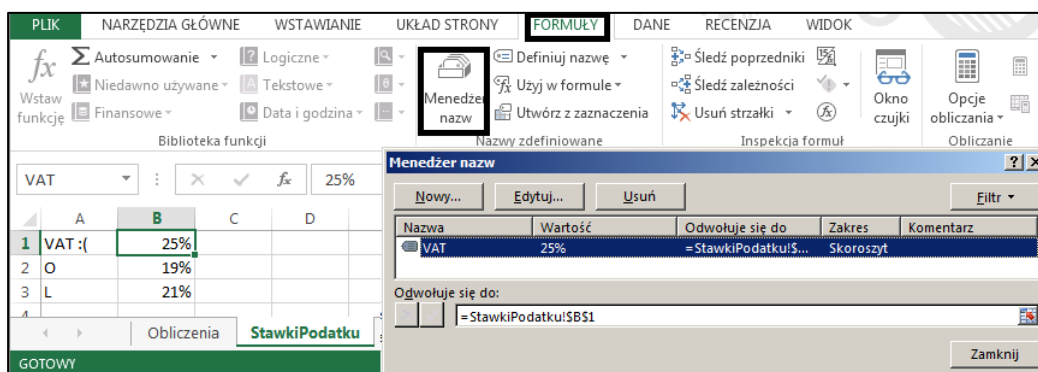 PLIK NARZĘDZIA GŁÓWNE WSTAWIANIE UKŁAD STRONY FORMUŁY DANE RECENZJA WIDOK
fx Wstaw funkcję
Autosumowanie
Niedawno używane
Finansowe
Logiczne
Tekstowe
Data i godzina
Biblioteka funkcji
Menedżer nazw
Definiuj nazwę
Użyj w formule
Utwórz z zaznaczenia
Nazwy zdefiniowane
Śledź poprzedniki
Śledź zależności
Usuń strzałki
Inspekcja formuł
Okno czujki
Opcje obliczania
Obliczanie
VAT fx 25%
A B C D
1 VAT :( 25%
2 O 19%
3 L 21%
4
Obliczenia StawkiPodatku
GOTOWY
Menedżer nazw
Nowy... Edytuj... Usuń Filtr
Nazwa Wartość Odwołuje się do Zakres Komentarz
VAT 25% =StawkiPodatku!$... Skoroszyt
Odwołuje się do:
=StawkiPodatku!$B$1
Zamknij